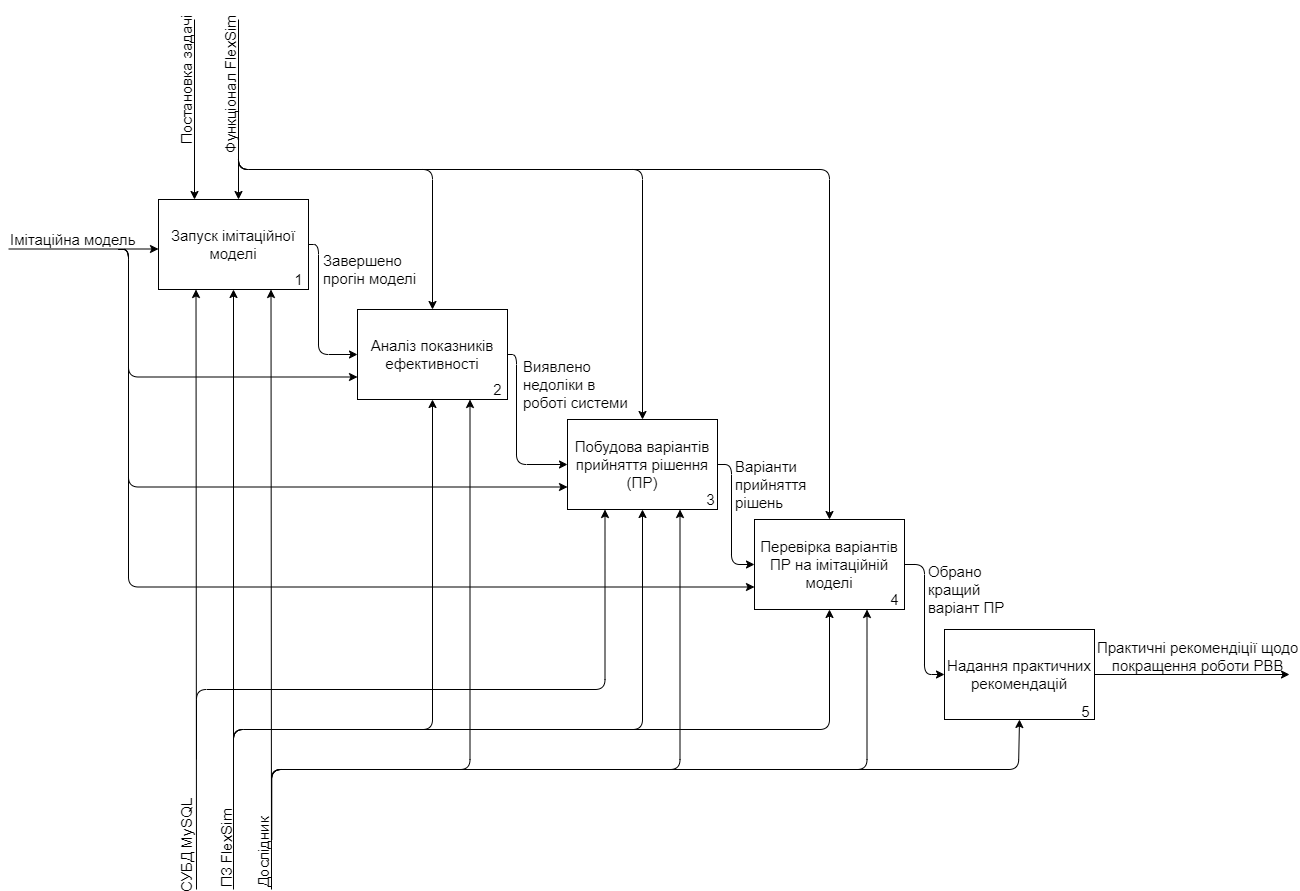 Постановка задачі
Функціонал FlexSim
Імітаційна модель
Запуск імітаційної
моделі
1
Завершено
прогін моделі
Аналіз показників
ефективності
2
Виявлено
недоліки в
роботі системи
Побудова варіантів
прийняття рішення
(ПР)
3
Варіанти
прийняття
рішень
Перевірка варіантів
ПР на імітаційній
моделі
4
Обрано
кращий
варіант ПР
Надання практичних
рекомендацій
5
Практичні рекомендіції щодо
покращення роботи РВВ
СУБД MySQL
ПЗ FlexSim
Дослідник